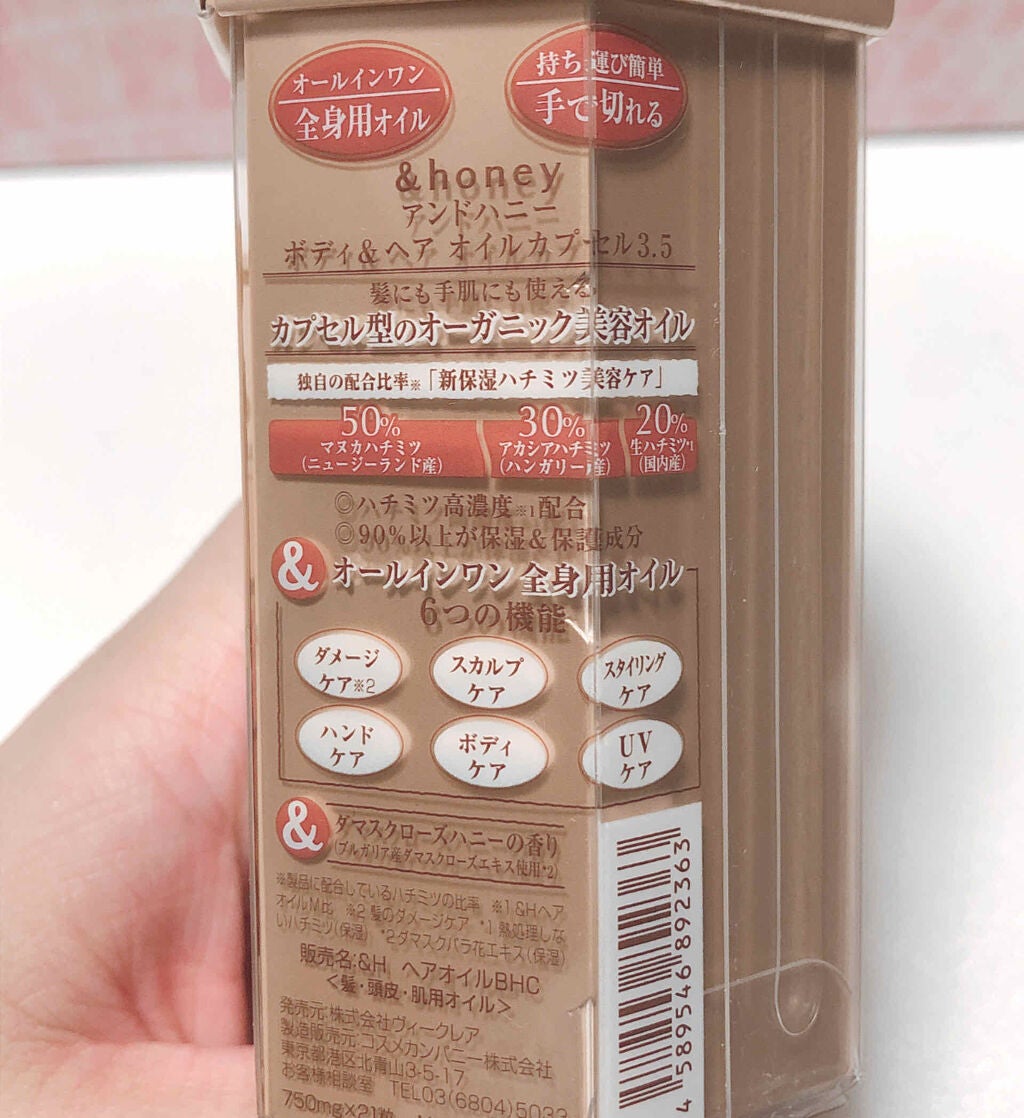 オールインワン
全身用オイル
持ち運び簡単
手で切れる
&honey
アンドハニー
ボディ&ヘア オイルカプセル3.5
髪にも手肌にも使える
カプセル型のオーガニック美容オイル
独自の配合比率※「新保湿ハチミツ美容ケア」
50%
マヌカハチミツ
(ニュージーランド産)
30%
アカシアハチミツ
(ハンガリー産)
20%
生ハチミツ*1
(国内産)
◎ハチミツ高濃度※1配合
◎90%以上が保湿&保護成分
& オールインワン 全身用オイル
6つの機能
ダメージ
ケア※2
スカルプ
ケア
スタイリング
ケア
ハンド
ケア
ボディ
ケア
UV
ケア
& ダマスクローズハニーの香り
(ブルガリア産ダマスクローズエキス使用*2)
※製品に配合しているハチミツの比率 ※1 &Hヘア
オイルM比 ※2 髪のダメージケア *1 熱処理しな
いハチミツ(保湿) *2ダマスクバラ花エキス(保湿)
販売名:&H ヘアオイルBHC
<髪・頭皮・肌用オイル>
発売元:株式会社ヴィークレア
製造販売元:コスメカンパニー株式会社
東京都港区北青山3-5-17
お客様相談室 TEL03(6804)5033
750mg×21粒
4 589546 892363